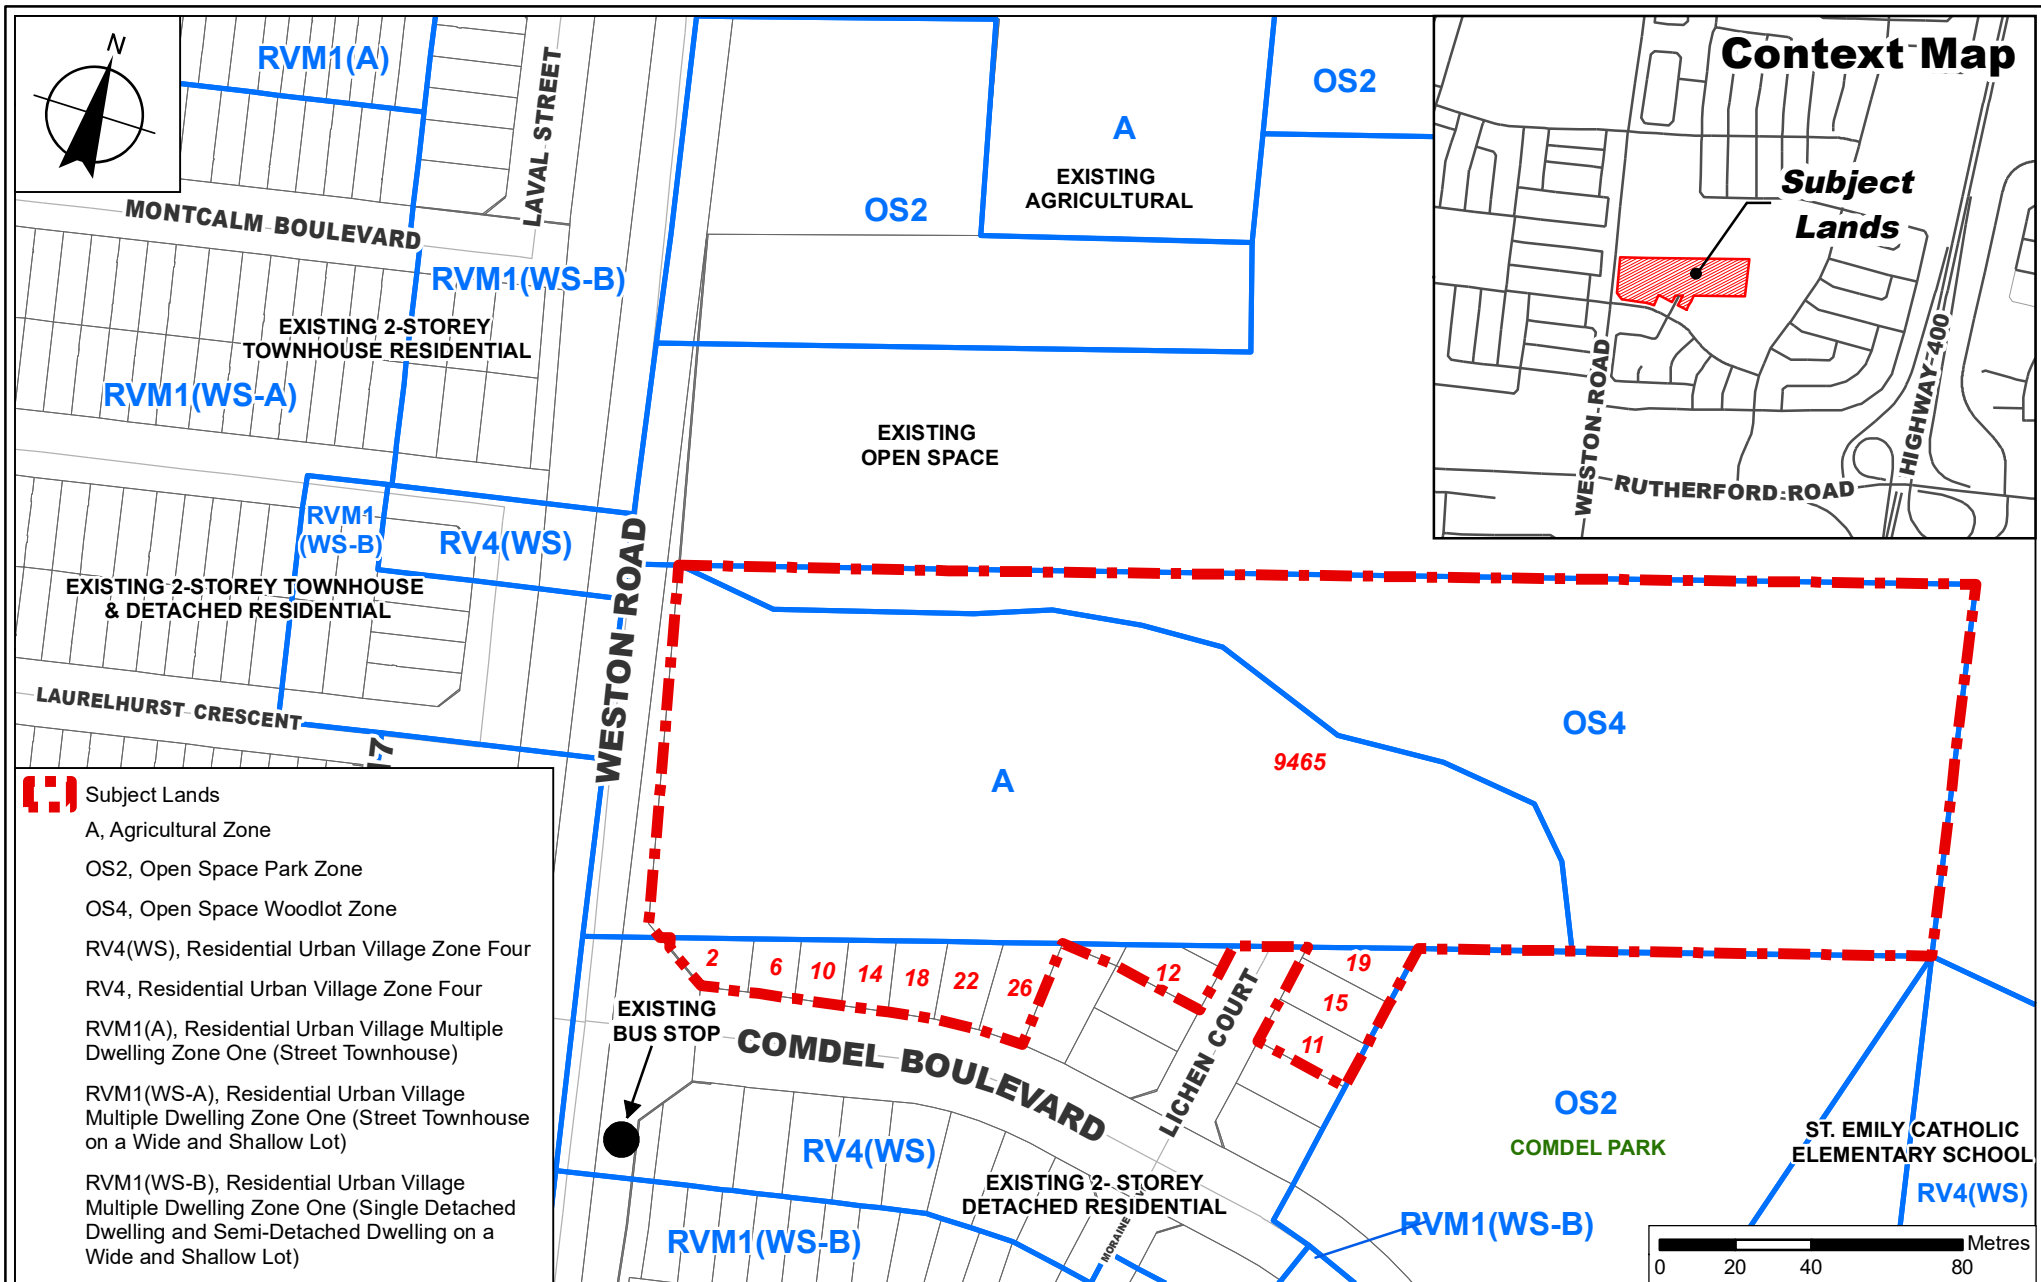 N
RVM1(A)
LAVAL STREET
OS2
A
EXISTING
AGRICULTURAL
OS2
Context Map
Subject
Lands
WESTON ROAD
HIGHWAY 400
RUTHERFORD ROAD
MONTCALM BOULEVARD
RVM1(WS-B)
EXISTING 2-STOREY
TOWNHOUSE RESIDENTIAL
RVM1(WS-A)
EXISTING
OPEN SPACE
RVM1
(WS-B)
RV4(WS)
EXISTING 2-STOREY TOWNHOUSE
& DETACHED RESIDENTIAL
WESTON ROAD
LAURELHURST CRESCENT
OS4
9465
A
Subject Lands
A, Agricultural Zone
OS2, Open Space Park Zone
OS4, Open Space Woodlot Zone
RV4(WS), Residential Urban Village Zone Four
RV4, Residential Urban Village Zone Four
RVM1(A), Residential Urban Village Multiple
Dwelling Zone One (Street Townhouse)
RVM1(WS-A), Residential Urban Village
Multiple Dwelling Zone One (Street Townhouse
on a Wide and Shallow Lot)
RVM1(WS-B), Residential Urban Village
Multiple Dwelling Zone One (Single Detached
Dwelling and Semi-Detached Dwelling on a
Wide and Shallow Lot)
2
6
10
14
18
22
26
12
19
15
11
EXISTING
BUS STOP
COMDEL BOULEVARD
LICHEN COURT
OS2
COMDEL PARK
ST. EMILY CATHOLIC
ELEMENTARY SCHOOL
RV4(WS)
RV4(WS)
EXISTING 2- STOREY
DETACHED RESIDENTIAL
MORAINE
RVM1(WS-B)
RVM1(WS-B)
Metres
0 20 40 80